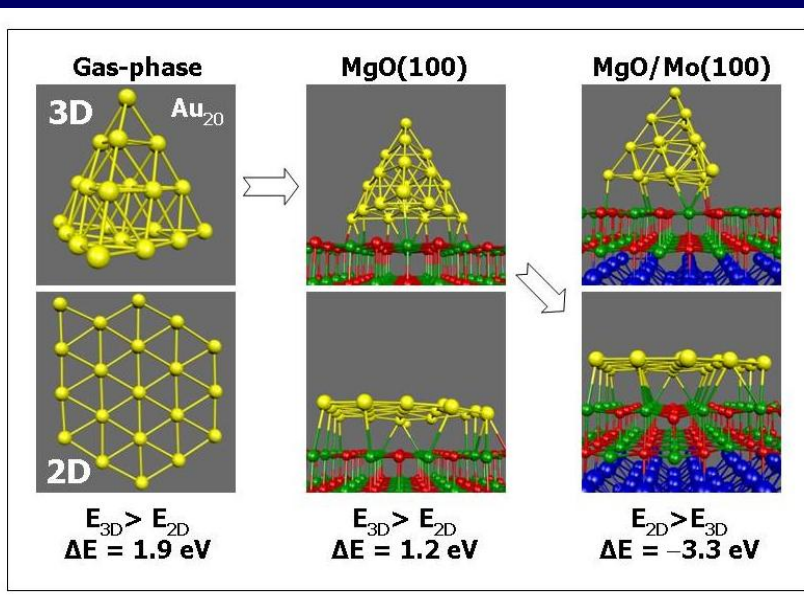 Gas-phase
MgO(100)
MgO/Mo(100)
3D
Au₂₀
2D
E₃D > E₂D
ΔE = 1.9 eV
E₃D > E₂D
ΔE = 1.2 eV
E₂D>E₃D
ΔE = −3.3 eV